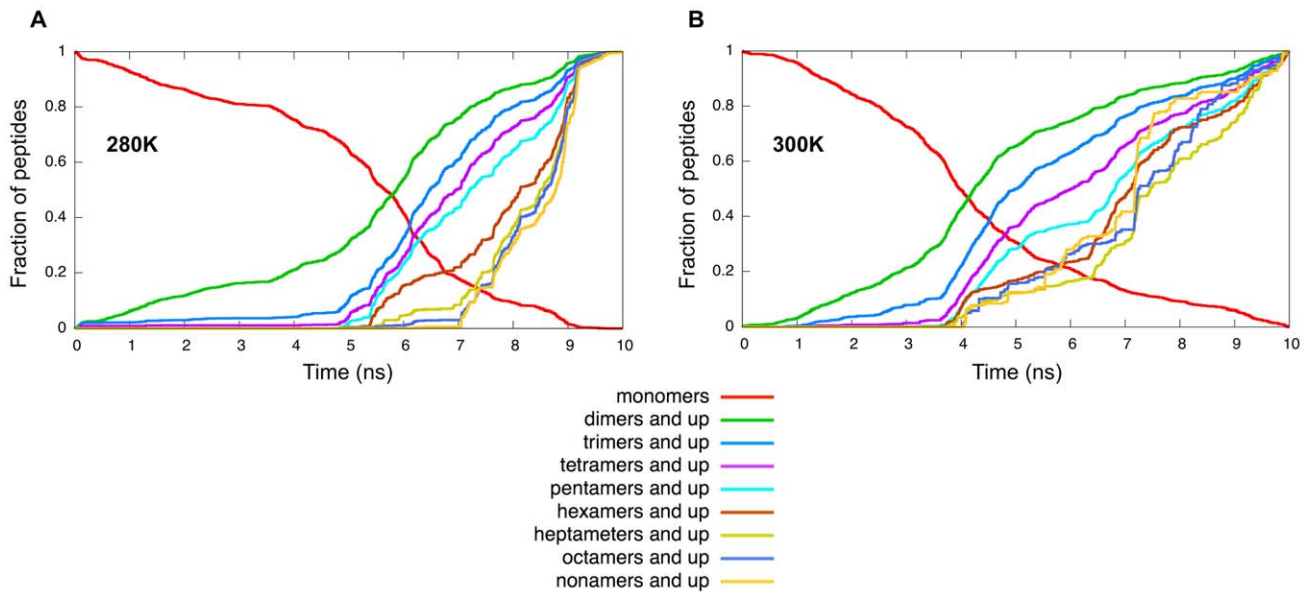 A
B
1
0.8
0.6
0.4
0.2
0
280K
Fraction of peptides
0 1 2 3 4 5 6 7 8 9 10
Time (ns)
1
0.8
0.6
0.4
0.2
0
300K
Fraction of peptides
0 1 2 3 4 5 6 7 8 9 10
Time (ns)
monomers
dimers and up
trimers and up
tetramers and up
pentamers and up
hexamers and up
heptameters and up
octamers and up
nonamers and up